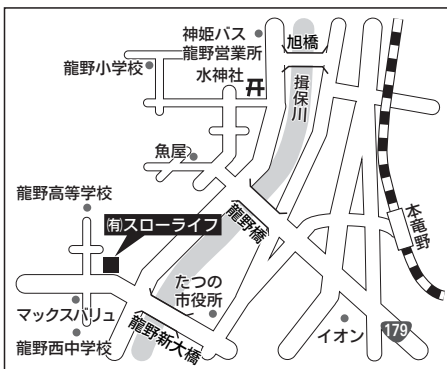 神姫バス
龍野営業所
旭橋
龍野小学校
水神社
揖保川
魚屋
龍野高等学校
龍野橋
㈲スローライフ
本竜野
たつの
市役所
マックスバリュ
龍野西中学校
龍野新大橋
イオン
179